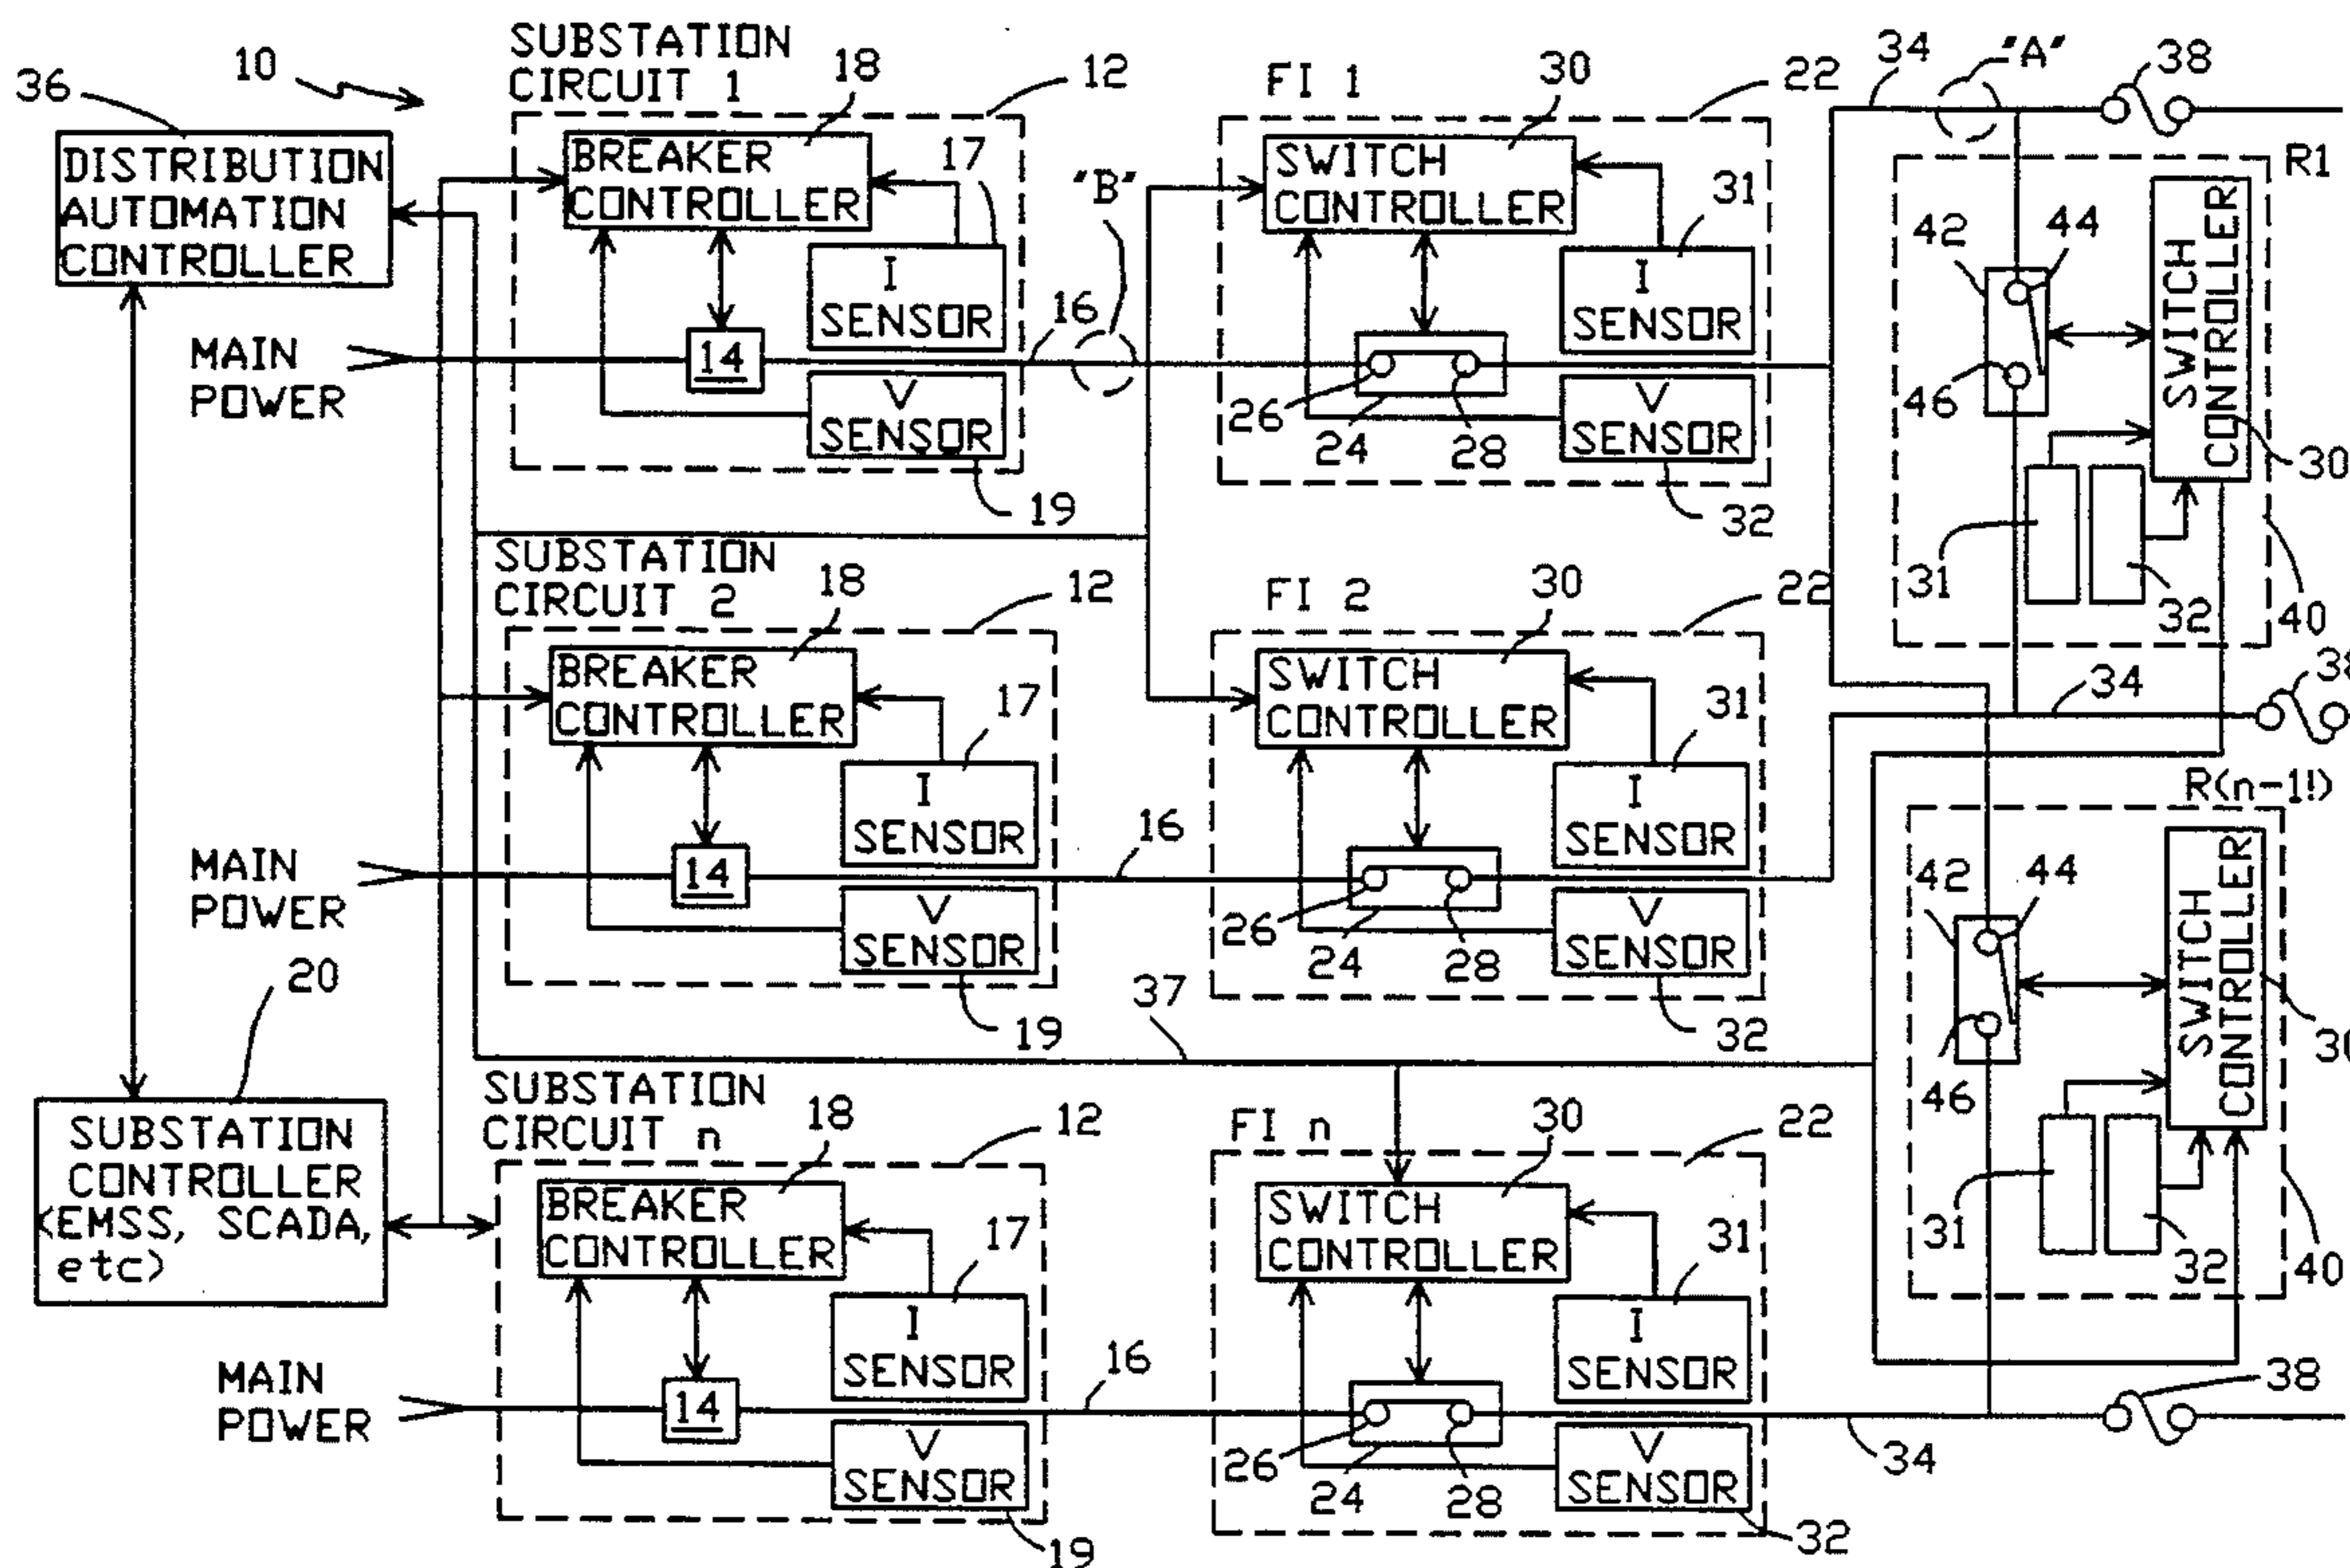 SUBSTATION
CIRCUIT 1
10
36
18
12
FI 1
30
22
34
"A"
38
DISTRIBUTION
AUTOMATION
CONTROLLER
BREAKER
CONTROLLER
17
"B"
SWITCH
CONTROLLER
31
R1
42
44
SWITCH
CONTROLLER
I
SENSOR
I
SENSOR
MAIN
POWER
14
16
V
SENSOR
26
24
28
V
SENSOR
46
30
19
32
31
32
40
SUBSTATION
CIRCUIT 2
18
12
FI 2
30
22
BREAKER
CONTROLLER
17
SWITCH
CONTROLLER
31
34
38
I
SENSOR
I
SENSOR
R(n-1!)
MAIN
POWER
14
16
V
SENSOR
26
24
28
V
SENSOR
42
44
SWITCH
CONTROLLER
20
19
37
32
46
30
SUBSTATION
CONTROLLER
(EMSS, SCADA,
etc)
SUBSTATION
CIRCUIT n
18
12
FI n
30
22
BREAKER
CONTROLLER
17
SWITCH
CONTROLLER
31
31
32
40
I
SENSOR
I
SENSOR
MAIN
POWER
14
16
V
SENSOR
26
24
28
V
SENSOR
34
38
19
32